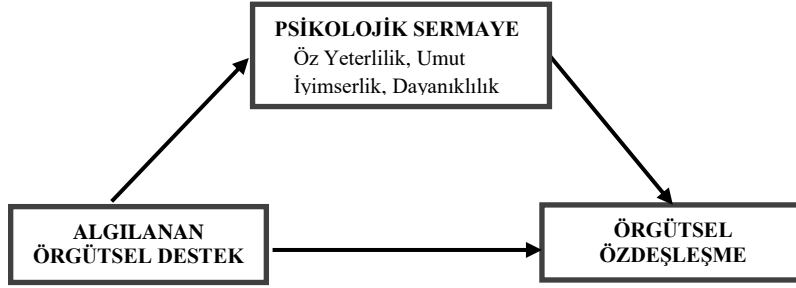 PSİKOLOJİK SERMAYE
Öz Yeterlilik, Umut
İyimserlik, Dayanıklılık
ALGILANAN
ÖRGÜTSEL DESTEK
ÖRGÜTSEL
ÖZDEŞLEŞME